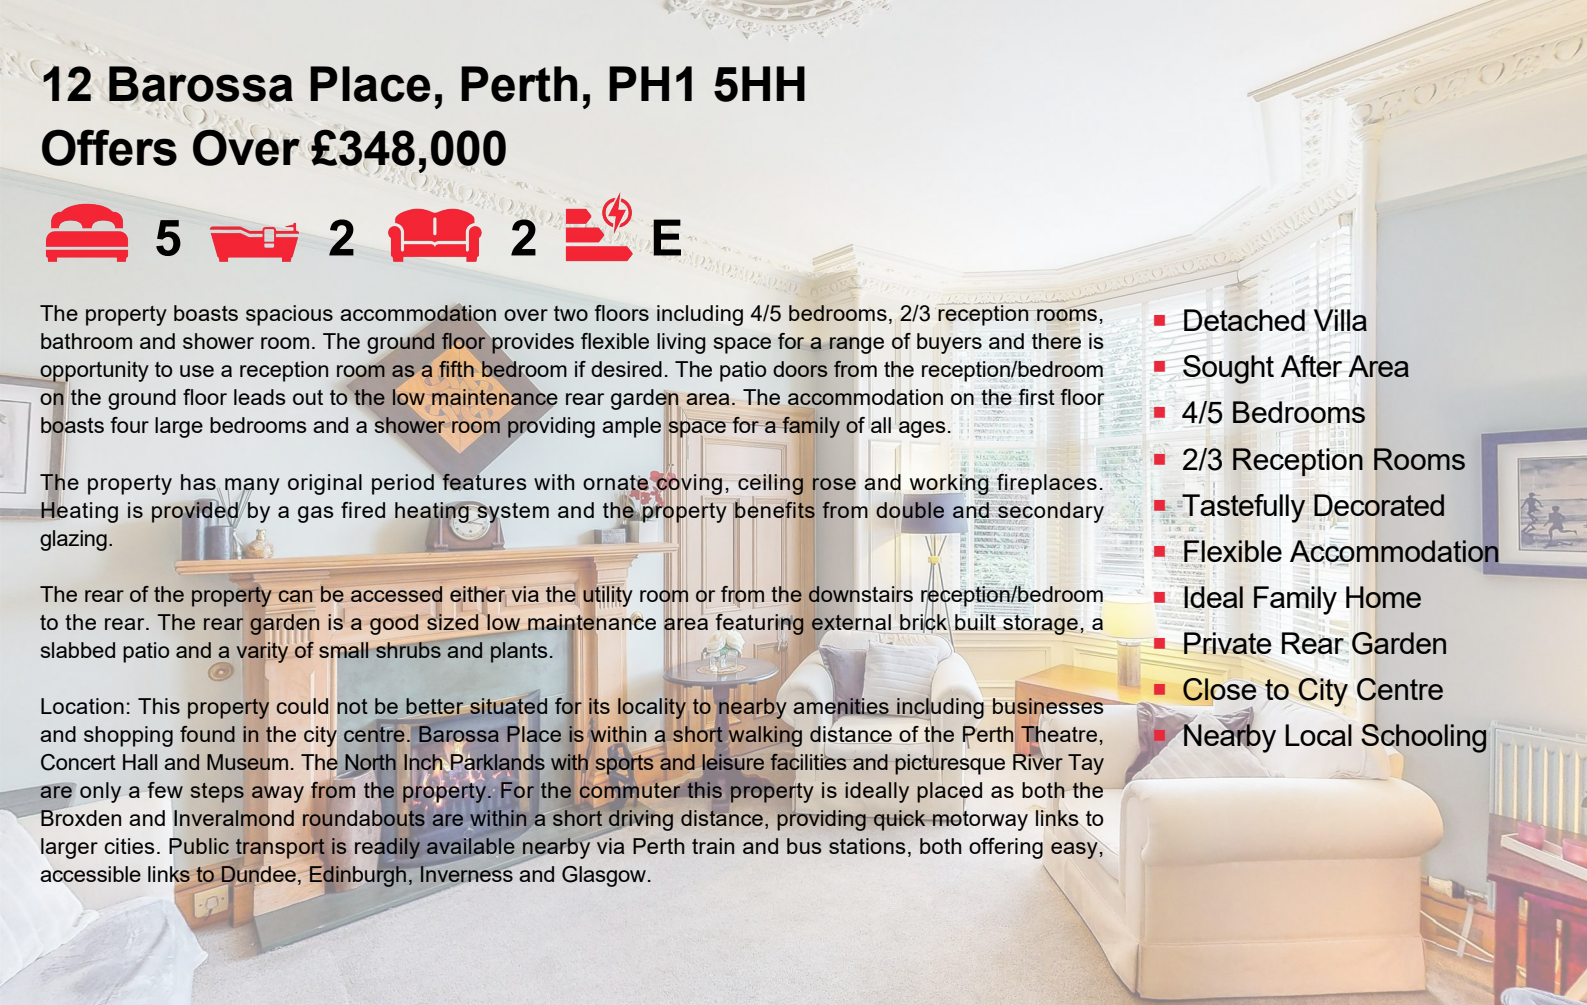 12 Barossa Place, Perth, PH1 5HH
Offers Over £348,000
5 2 2 E
The property boasts spacious accommodation over two floors including 4/5 bedrooms, 2/3 reception rooms,
bathroom and shower room. The ground floor provides flexible living space for a range of buyers and there is
opportunity to use a reception room as a fifth bedroom if desired. The patio doors from the reception/bedroom
on the ground floor leads out to the low maintenance rear garden area. The accommodation on the first floor
boasts four large bedrooms and a shower room providing ample space for a family of all ages.
The property has many original period features with ornate coving, ceiling rose and working fireplaces.
Heating is provided by a gas fired heating system and the property benefits from double and secondary
glazing.
The rear of the property can be accessed either via the utility room or from the downstairs reception/bedroom
to the rear. The rear garden is a good sized low maintenance area featuring external brick built storage, a
slabbed patio and a varity of small shrubs and plants.
Location: This property could not be better situated for its locality to nearby amenities including businesses
and shopping found in the city centre. Barossa Place is within a short walking distance of the Perth Theatre,
Concert Hall and Museum. The North Inch Parklands with sports and leisure facilities and picturesque River Tay
are only a few steps away from the property. For the commuter this property is ideally placed as both the
Broxden and Inveralmond roundabouts are within a short driving distance, providing quick motorway links to
larger cities. Public transport is readily available nearby via Perth train and bus stations, both offering easy,
accessible links to Dundee, Edinburgh, Inverness and Glasgow.
Detached Villa
Sought After Area
4/5 Bedrooms
2/3 Reception Rooms
Tastefully Decorated
Flexible Accommodation
Ideal Family Home
Private Rear Garden
Close to City Centre
Nearby Local Schooling